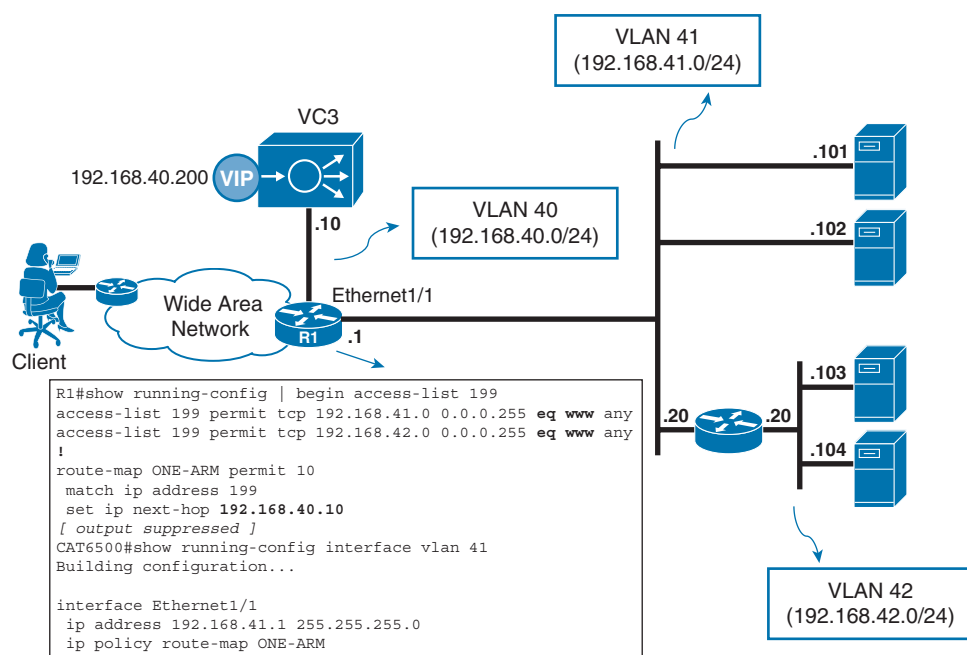 VLAN 41
(192.168.41.0/24)
VC3
192.168.40.200
VIP
.10
VLAN 40
(192.168.40.0/24)
.101
.102
Ethernet1/1
Wide Area
Network
R1
.1
Client
.103
.20
.20
.104
R1#show running-config | begin access-list 199
access-list 199 permit tcp 192.168.41.0 0.0.0.255 eq www any
access-list 199 permit tcp 192.168.42.0 0.0.0.255 eq www any
!
route-map ONE-ARM permit 10
match ip address 199
set ip next-hop 192.168.40.10
[ output suppressed ]
CAT6500#show running-config interface vlan 41
Building configuration...
interface Ethernet1/1
ip address 192.168.41.1 255.255.255.0
ip policy route-map ONE-ARM
VLAN 42
(192.168.42.0/24)